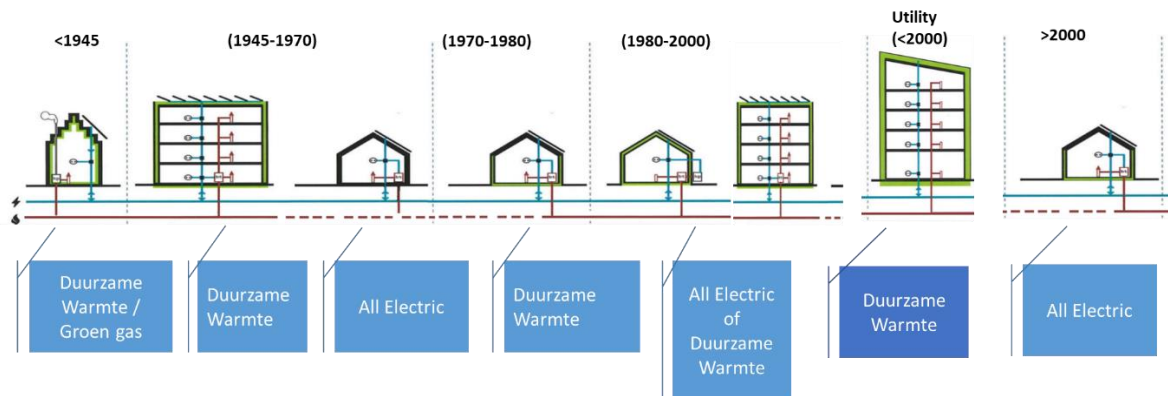 <1945
(1945-1970)
(1970-1980)
(1980-2000)
Utility
(<2000)
>2000
Duurzame
Warmte /
Groen gas
Duurzame
Warmte
All Electric
Duurzame
Warmte
All Electric
of
Duurzame
Warmte
Duurzame
Warmte
All Electric